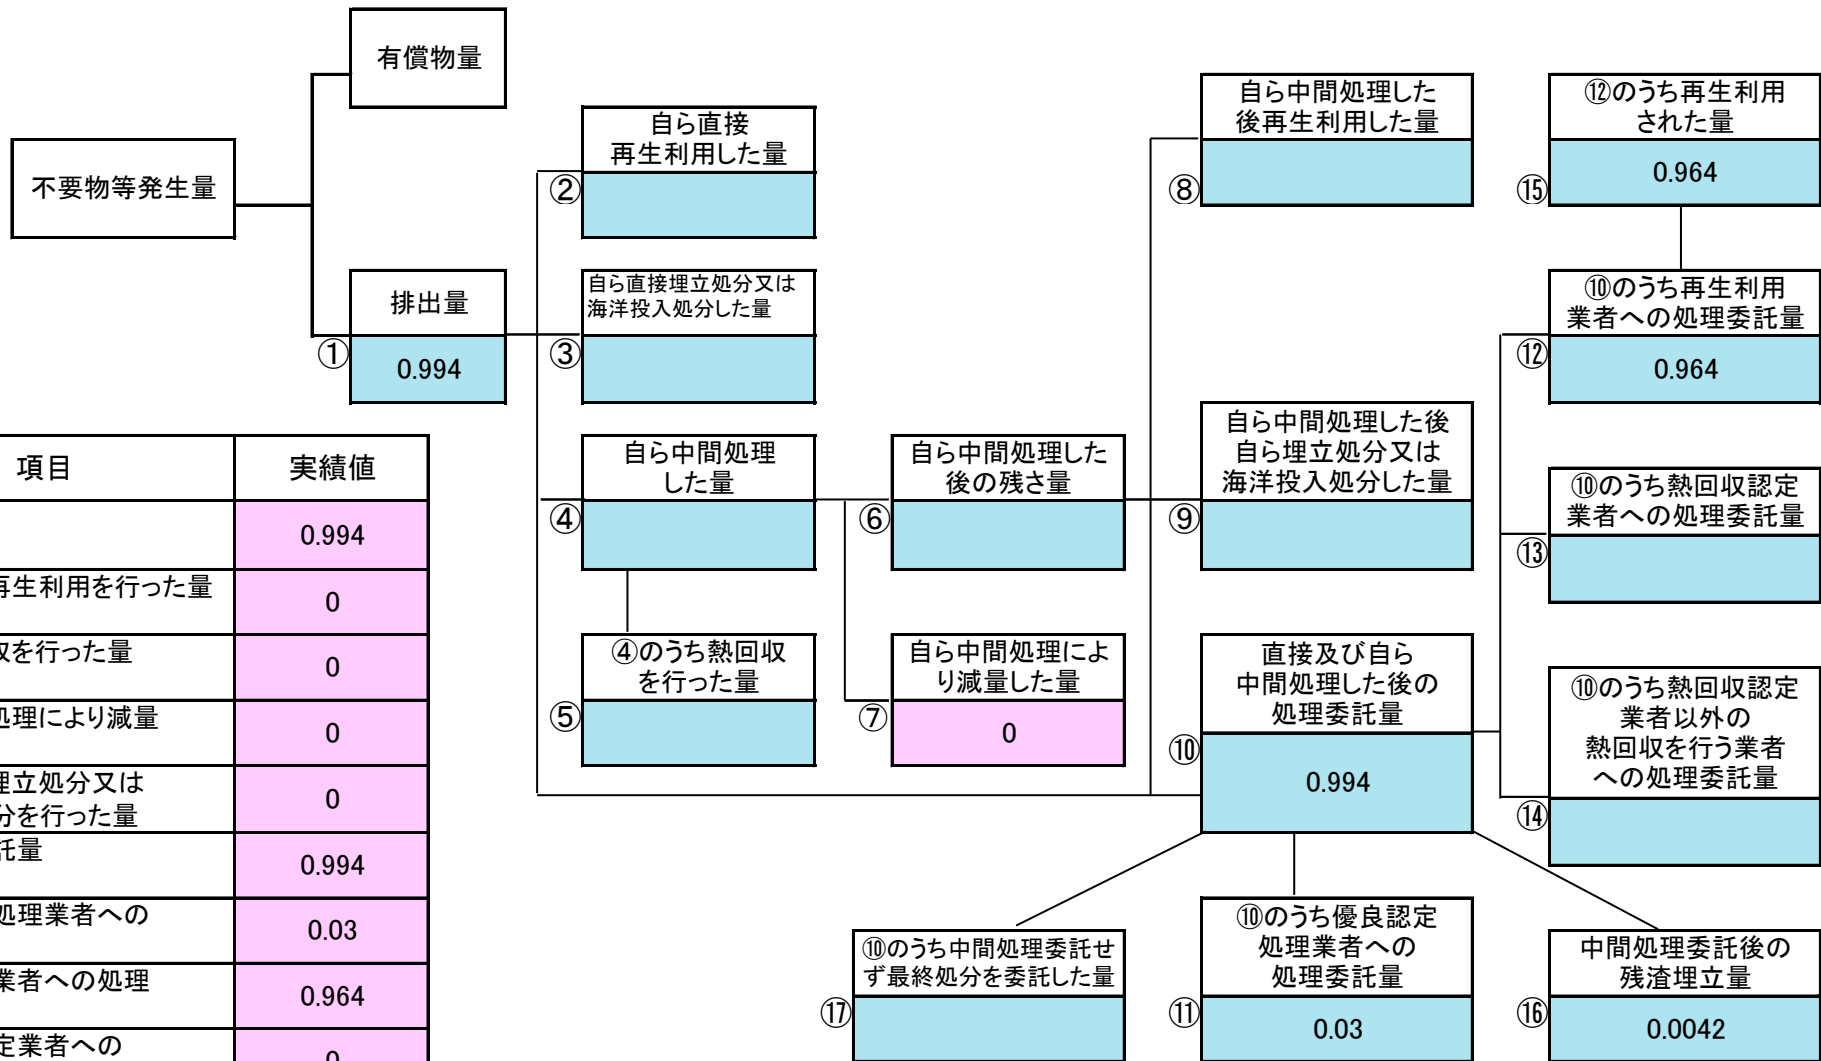 有償物量
不要物等発生量
排出量
①
0.994
自ら直接
再生利用した量
②
自ら直接埋立処分又は
海洋投入処分した量
③
自ら中間処理
した量
④
④のうち熱回収
を行った量
⑤
自ら中間処理した
後の残さ量
⑥
自ら中間処理によ
り減量した量
⑦
0
自ら中間処理した
後再生利用した量
⑧
自ら中間処理した後
自ら埋立処分又は
海洋投入処分した量
⑨
直接及び自ら
中間処理した後の
処理委託量
⑩
0.994
⑫のうち再生利用
された量
⑮
0.964
⑩のうち再生利用
業者への処理委託量
⑫
0.964
⑩のうち熱回収認定
業者への処理委託量
⑬
⑩のうち熱回収認定
業者以外の
熱回収を行う業者
への処理委託量
⑭
⑩のうち中間処理委託せ
ず最終処分を委託した量
⑰
⑩のうち優良認定
処理業者への
処理委託量
⑪
0.03
中間処理委託後の
残渣埋立量
⑯
0.0042
項目 実績値
0.994
再生利用を行った量
0
を行った量
0
処理により減量
0
埋立処分又は
分を行った量
0
託量
0.994
処理業者への
0.03
業者への処理
0.964
定業者への
0